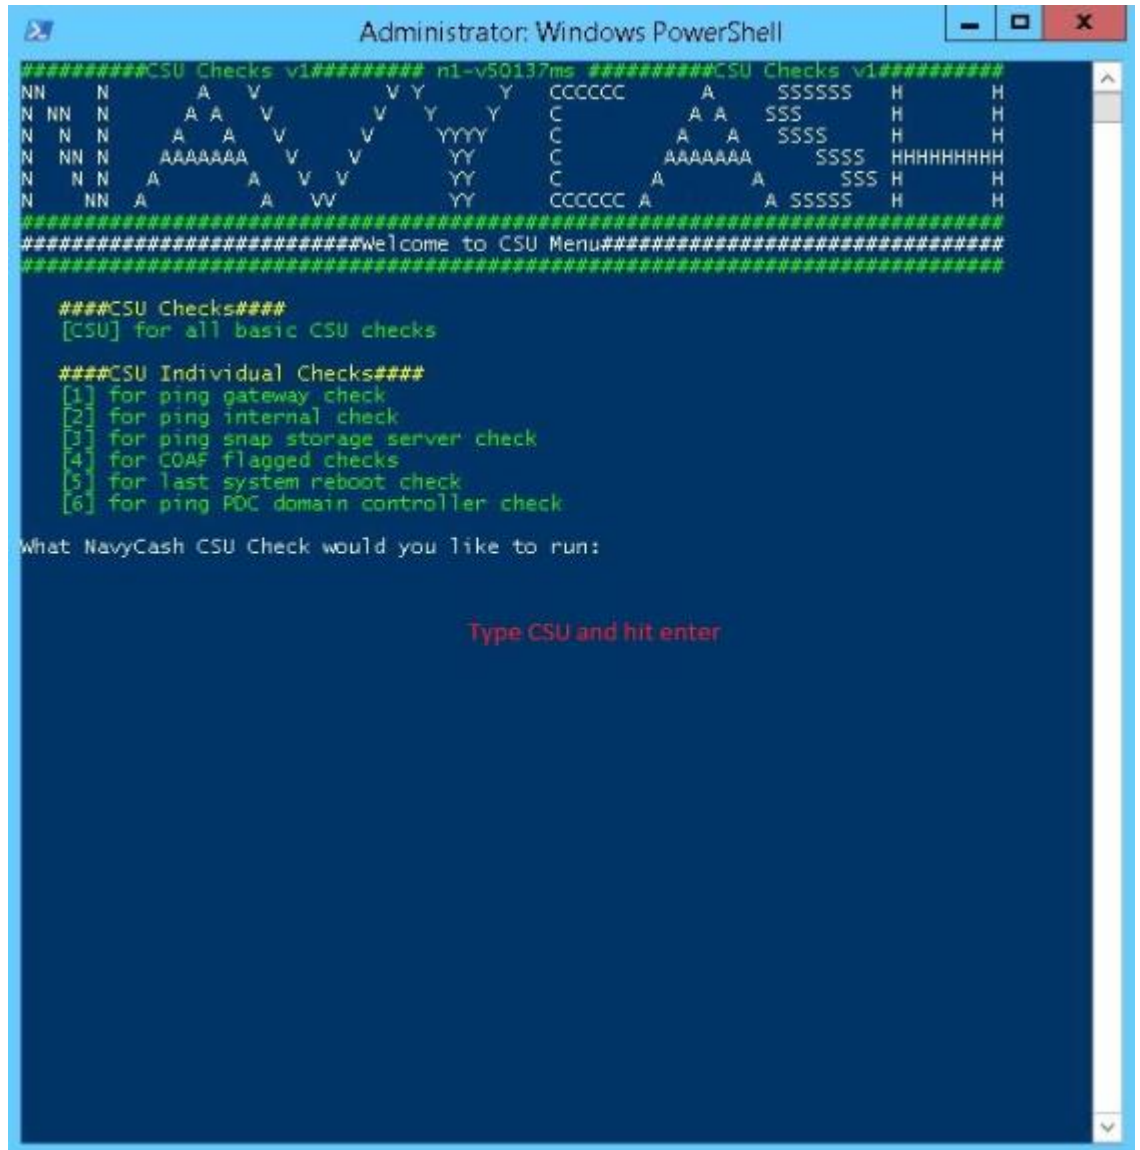 Administrator: Windows PowerShell
##########CSU Checks v1######### n1-v50137ms ##########CSU Checks v1##########
NAVYCASH
###########################Welcome to CSU Menu################################
####CSU Checks####
[CSU] for all basic CSU checks
####CSU Individual Checks####
[1] for ping gateway check
[2] for ping internal check
[3] for ping snap storage server check
[4] for COAF flagged checks
[5] for last system reboot check
[6] for ping PDC domain controller check
What NavyCash CSU Check would you like to run:
Type CSU and hit enter